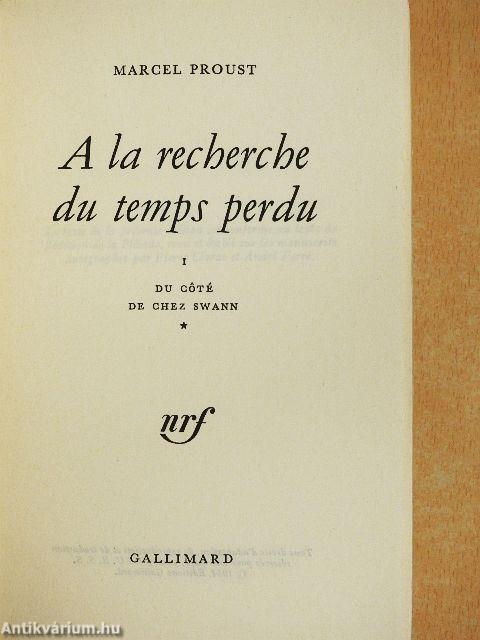 MARCEL PROUST
A la recherche
du temps perdu
I
DU CÔTÉ
DE CHEZ SWANN
*
nrf
GALLIMARD
Antikvárium.hu